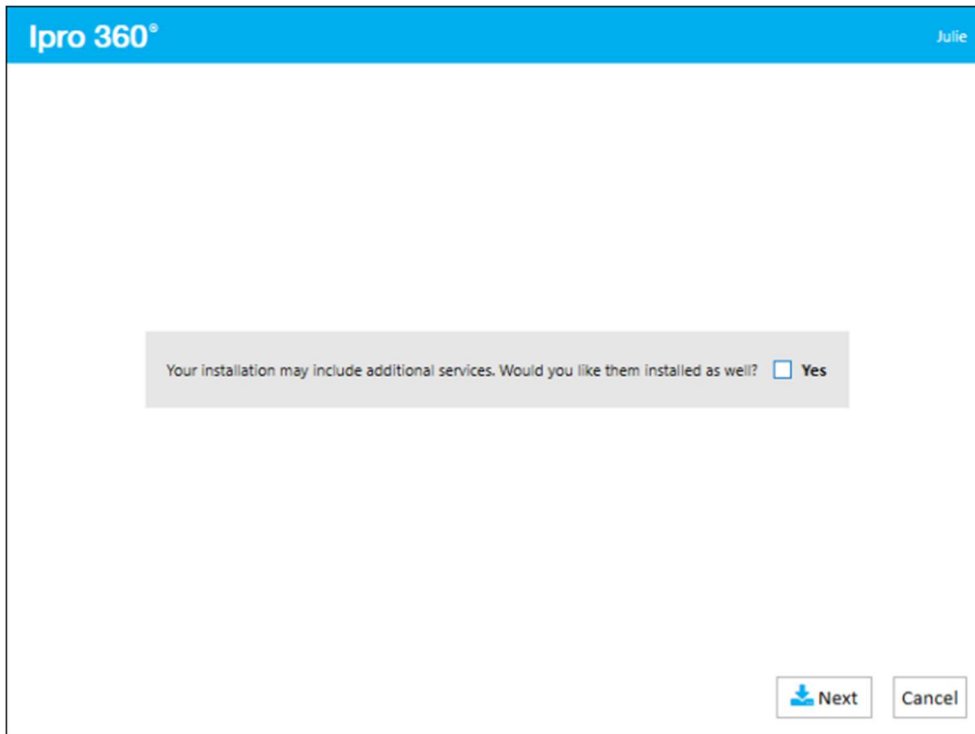 Ipro 360®
Julie
Your installation may include additional services. Would you like them installed as well? Yes
Next
Cancel